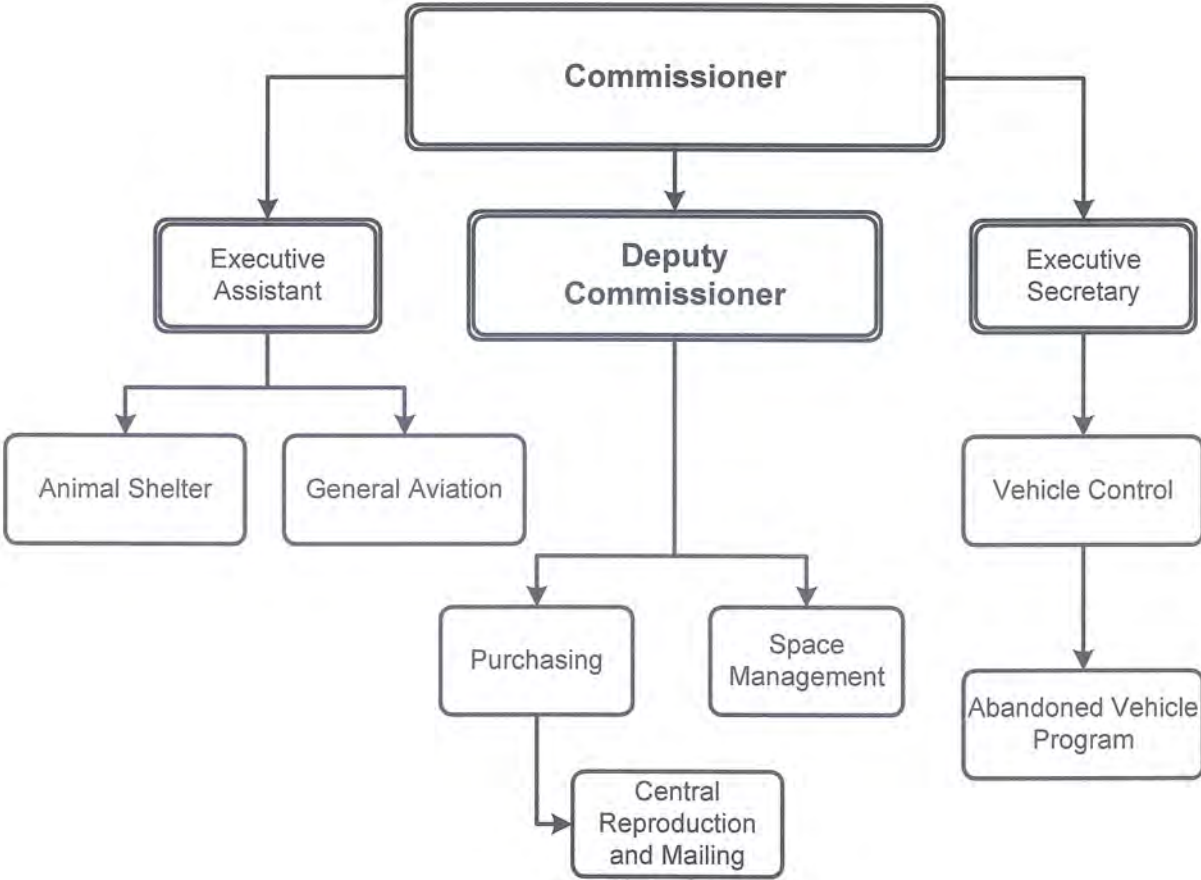 Commissioner
Executive
Assistant
Deputy
Commissioner
Executive
Secretary
Animal Shelter
General Aviation
Vehicle Control
Purchasing
Space
Management
Abandoned Vehicle
Program
Central
Reproduction
and Mailing